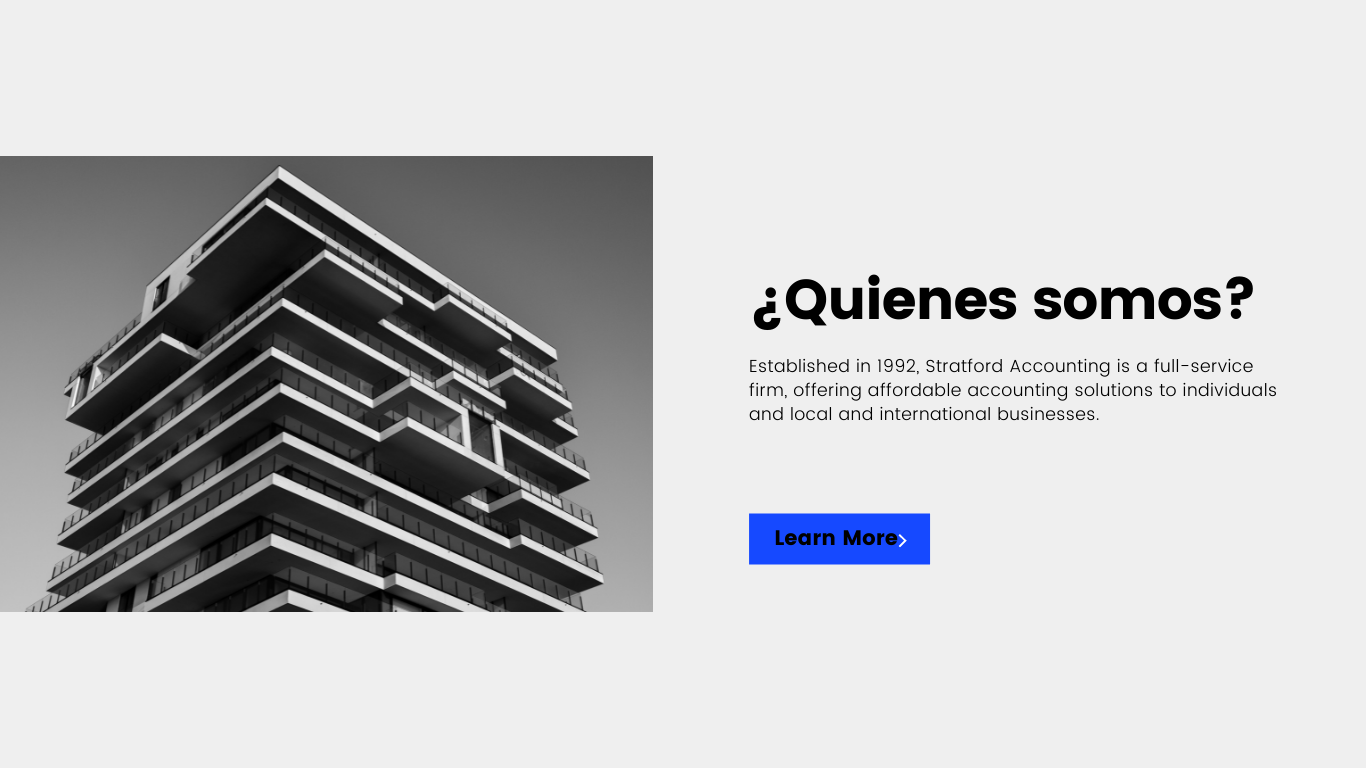 ¿Quienes somos?
Established in 1992, Stratford Accounting is a full-service
firm, offering affordable accounting solutions to individuals
and local and international businesses.
Learn More